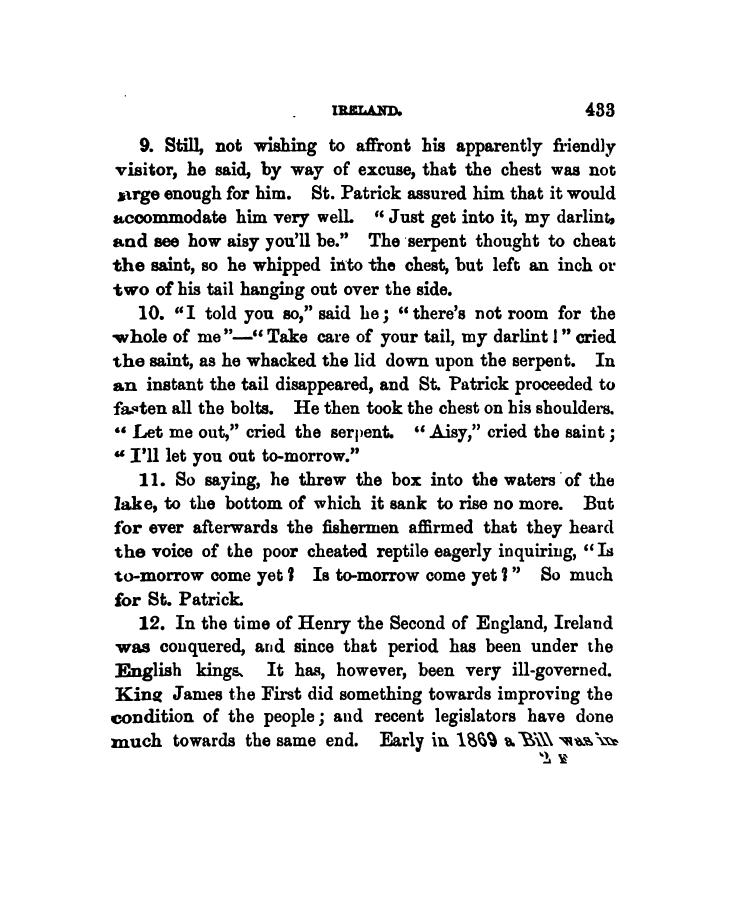 IRELAND. 433
9. Still, not wishing to affront his apparently friendly
visitor, he said, by way of excuse, that the chest was not
arge enough for him. St. Patrick assured him that it would
accommodate him very well. “Just get into it, my darlint,
and see how aisy you'll be.” The serpent thought to cheat
the saint, so he whipped into the chest, but left an inch or
two of his tail hanging out over the side.
10. “I told you so,” said he; “there's not room for the
whole of me”—“Take care of your tail, my darlint!” cried
the saint, as he whacked the lid down upon the serpent. In
an instant the tail disappeared, and St. Patrick proceeded to
fasten all the bolts. He then took the chest on his shoulders.
“Let me out,” cried the serpent. “Aisy,” cried the saint;
“I'll let you out to-morrow.”
11. So saying, he threw the box into the waters of the
lake, to the bottom of which it sank to rise no more. But
for ever afterwards the fishermen affirmed that they heard
the voice of the poor cheated reptile eagerly inquiring, “Is
to-morrow come yet? Is to-morrow come yet?” So much
for St. Patrick.
12. In the time of Henry the Second of England, Ireland
was conquered, and since that period has been under the
English kings. It has, however, been very ill-governed.
King James the First did something towards improving the
condition of the people; and recent legislators have done
much towards the same end. Early in 1869 a Bill was in-
2 F